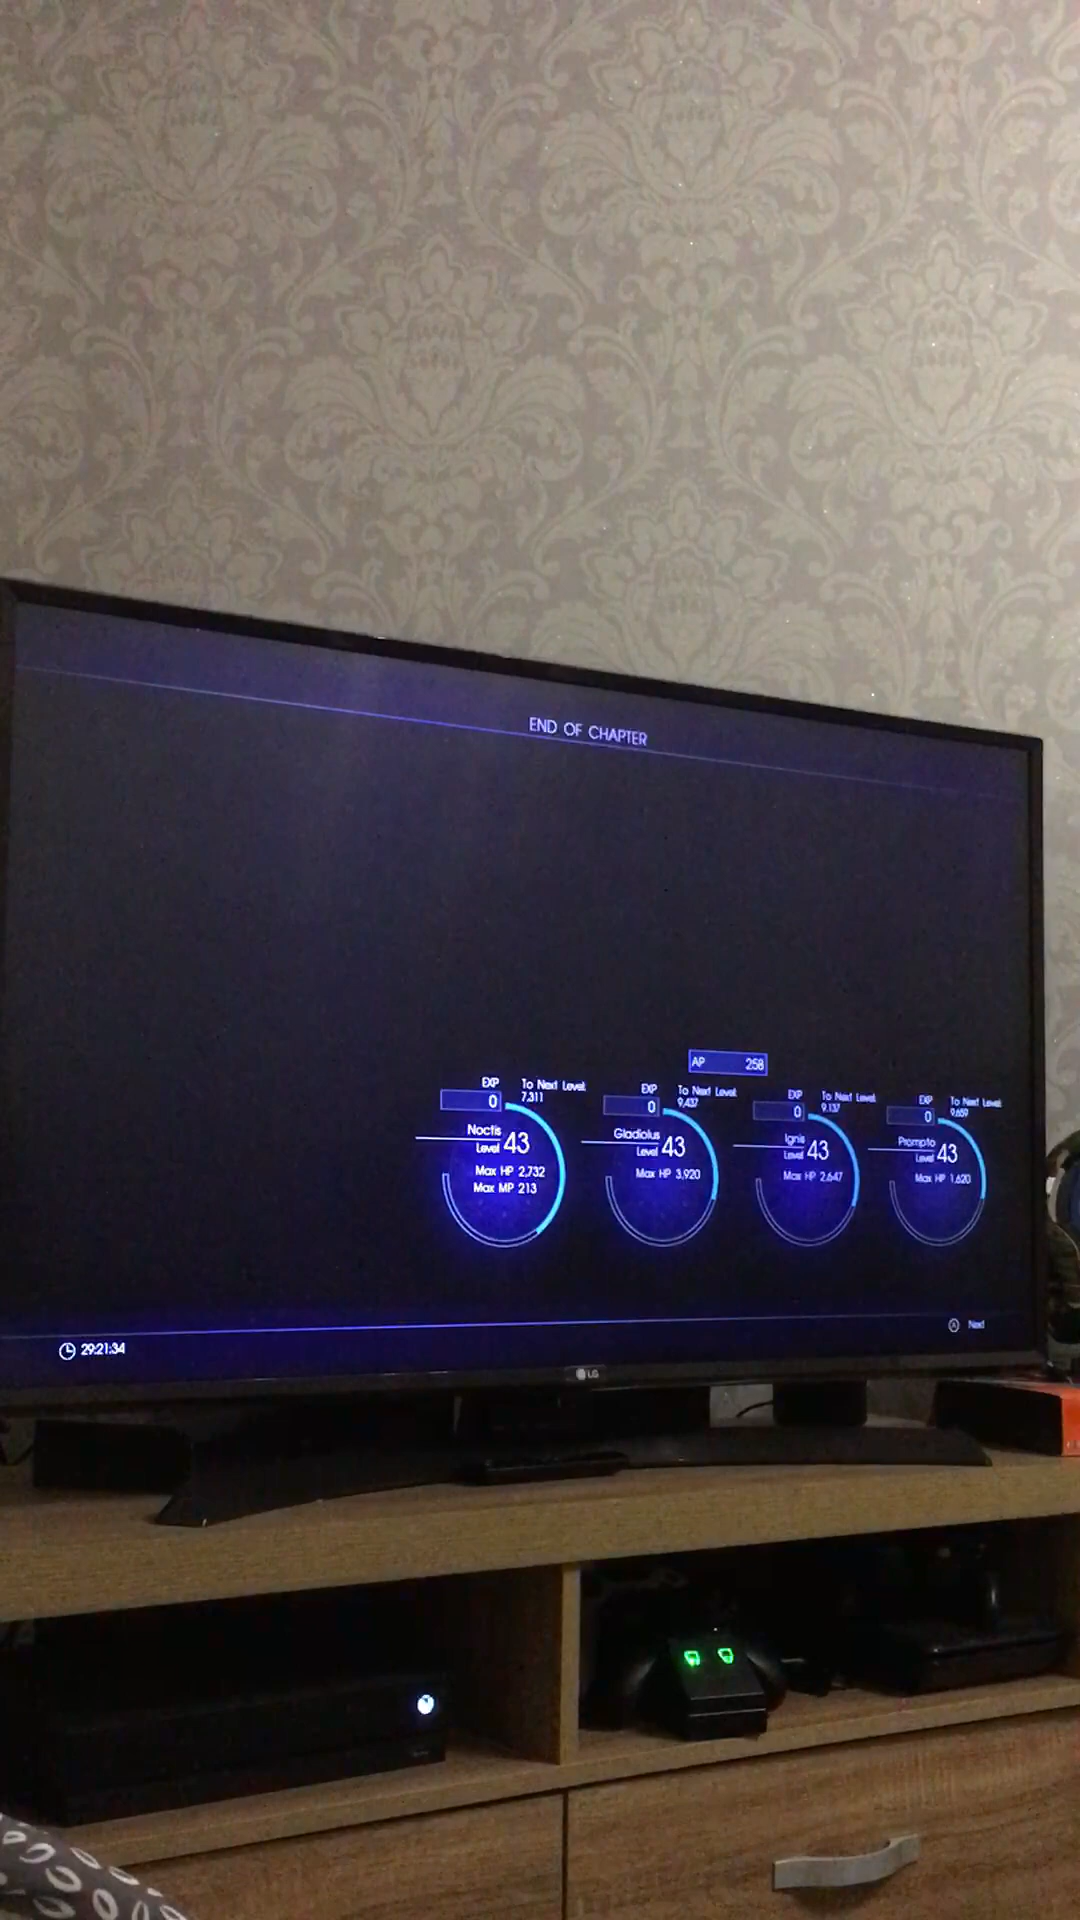 END OF CHAPTER
AP 258
EXP
0
To Next Level:
7,311
Noctis
Level 43
Max HP 2,732
Max MP 213
EXP
0
To Next Level:
9,437
Gladiolus
Level 43
Max HP 3,920
EXP
0
To Next Level:
9,137
Ignis
Level 43
Max HP 2,647
EXP
0
To Next Level:
9,659
Prompto
Level 43
Max HP 1,620
29:21:34
A Next
LG